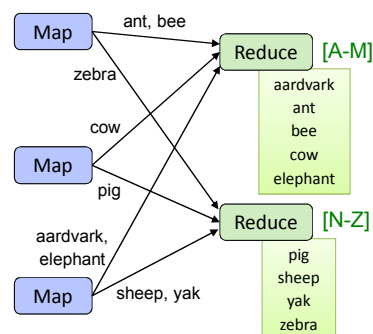 Map
ant, bee
zebra
Reduce
[A-M]
aardvark
ant
bee
cow
elephant
Map
cow
pig
Reduce
[N-Z]
pig
sheep
yak
zebra
aardvark,
elephant
Map
sheep, yak